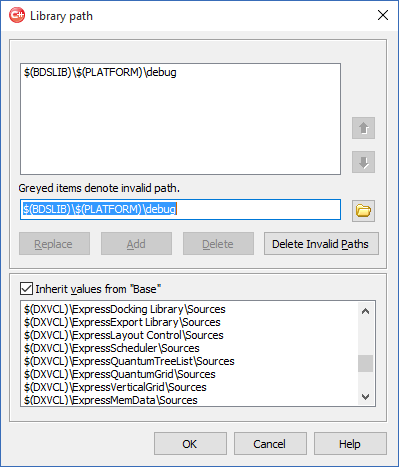 Library path
$(BDSLIB)\$(PLATFORM)\debug
Greyed items denote invalid path.
$(BDSLIB)\$(PLATFORM)\debug
Replace Add Delete Delete Invalid Paths
Inherit values from "Base"
$(DXVCL)\ExpressDocking Library\Sources
$(DXVCL)\ExpressExport Library\Sources
$(DXVCL)\ExpressLayout Control\Sources
$(DXVCL)\ExpressScheduler\Sources
$(DXVCL)\ExpressQuantumTreeList\Sources
$(DXVCL)\ExpressQuantumGrid\Sources
$(DXVCL)\ExpressVerticalGrid\Sources
$(DXVCL)\ExpressMemData\Sources
OK Cancel Help